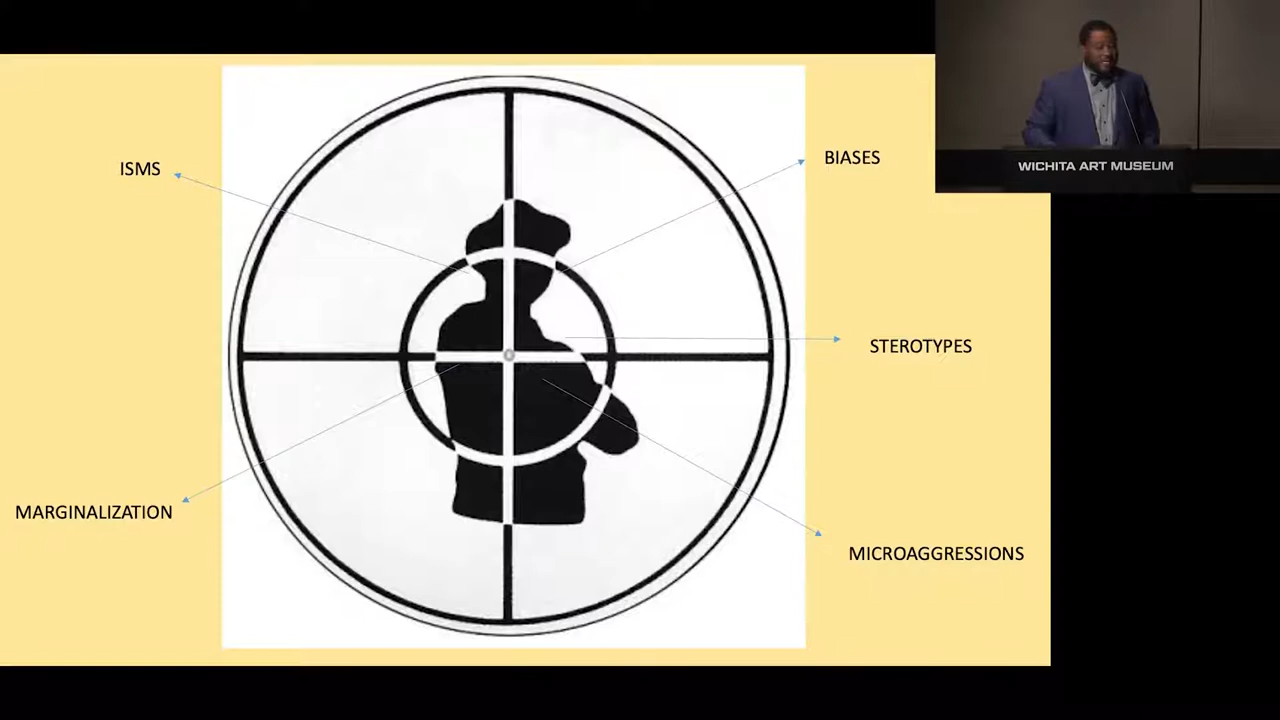 ISMS
BIASES
WICHITA ART MUSEUM
STEROTYPES
MARGINALIZATION
MICROAGGRESSIONS